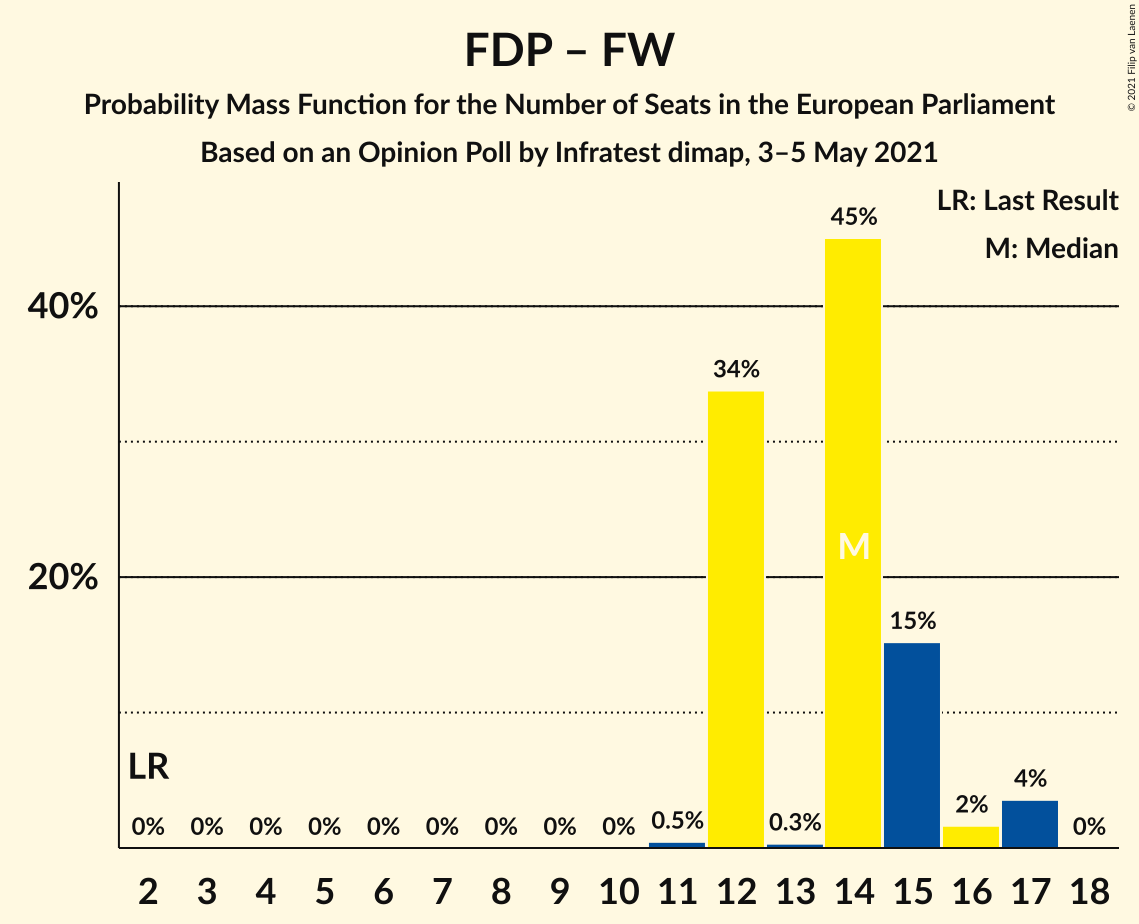 FDP – FW
Probability Mass Function for the Number of Seats in the European Parliament
Based on an Opinion Poll by Infratest dimap, 3–5 May 2021
© 2021 Filip van Laenen
LR: Last Result
M: Median
45%
40%
34%
M
20%
15%
LR
4%
2%
0% 0% 0% 0% 0% 0% 0% 0% 0% 0.5% 0.3% 0%
2 3 4 5 6 7 8 9 10 11 12 13 14 15 16 17 18